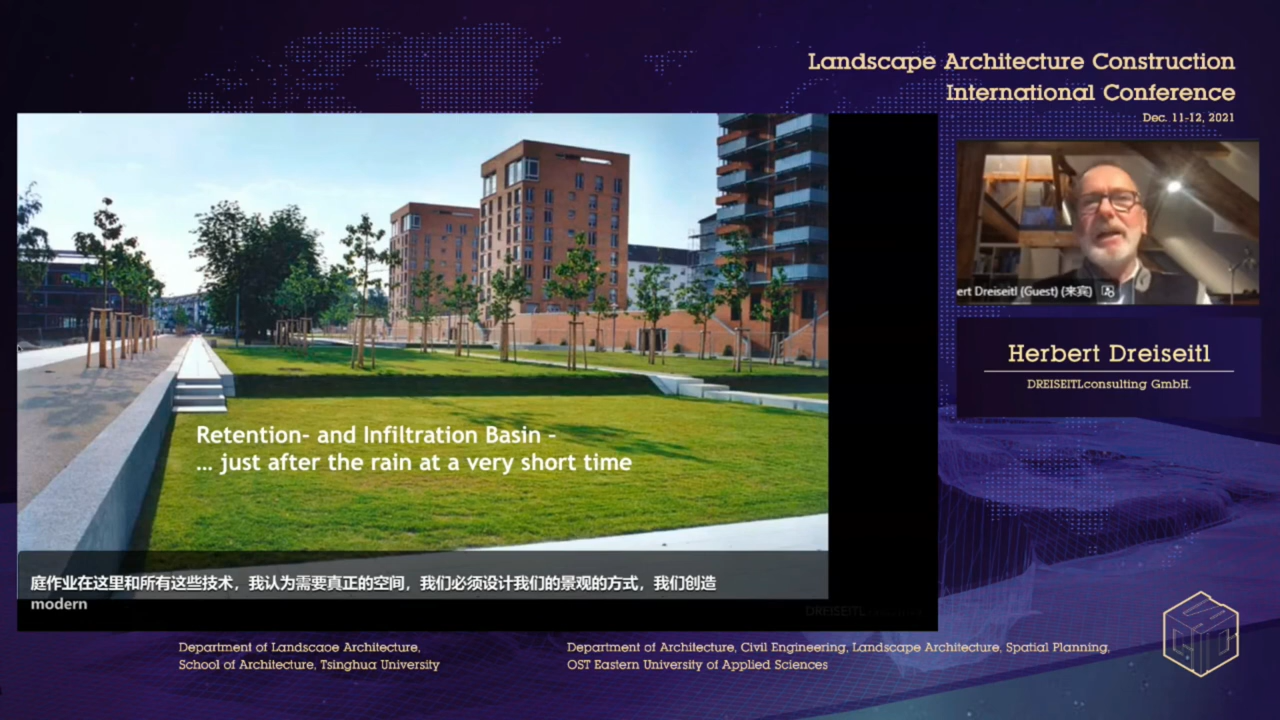 Landscape Architecture Construction
International Conference
Dec. 11-12, 2021
ert Dreiseitl (Guest) (来宾)
Herbert Dreiseitl
DREISEITLconsulting GmbH.
Retention- and Infiltration Basin -
... just after the rain at a very short time
庭作业在这里和所有这些技术，我认为需要真正的空间，我们必须设计我们的景观的方式，我们创造
modern
DREISEITL
Department of Landscaoe Architecture,
School of Architecture, Tsinghua University
Department of Architecture, Civil Engineering, Landscape Architecture, Spatial Planning,
OST Eastern University of Applied Sciences